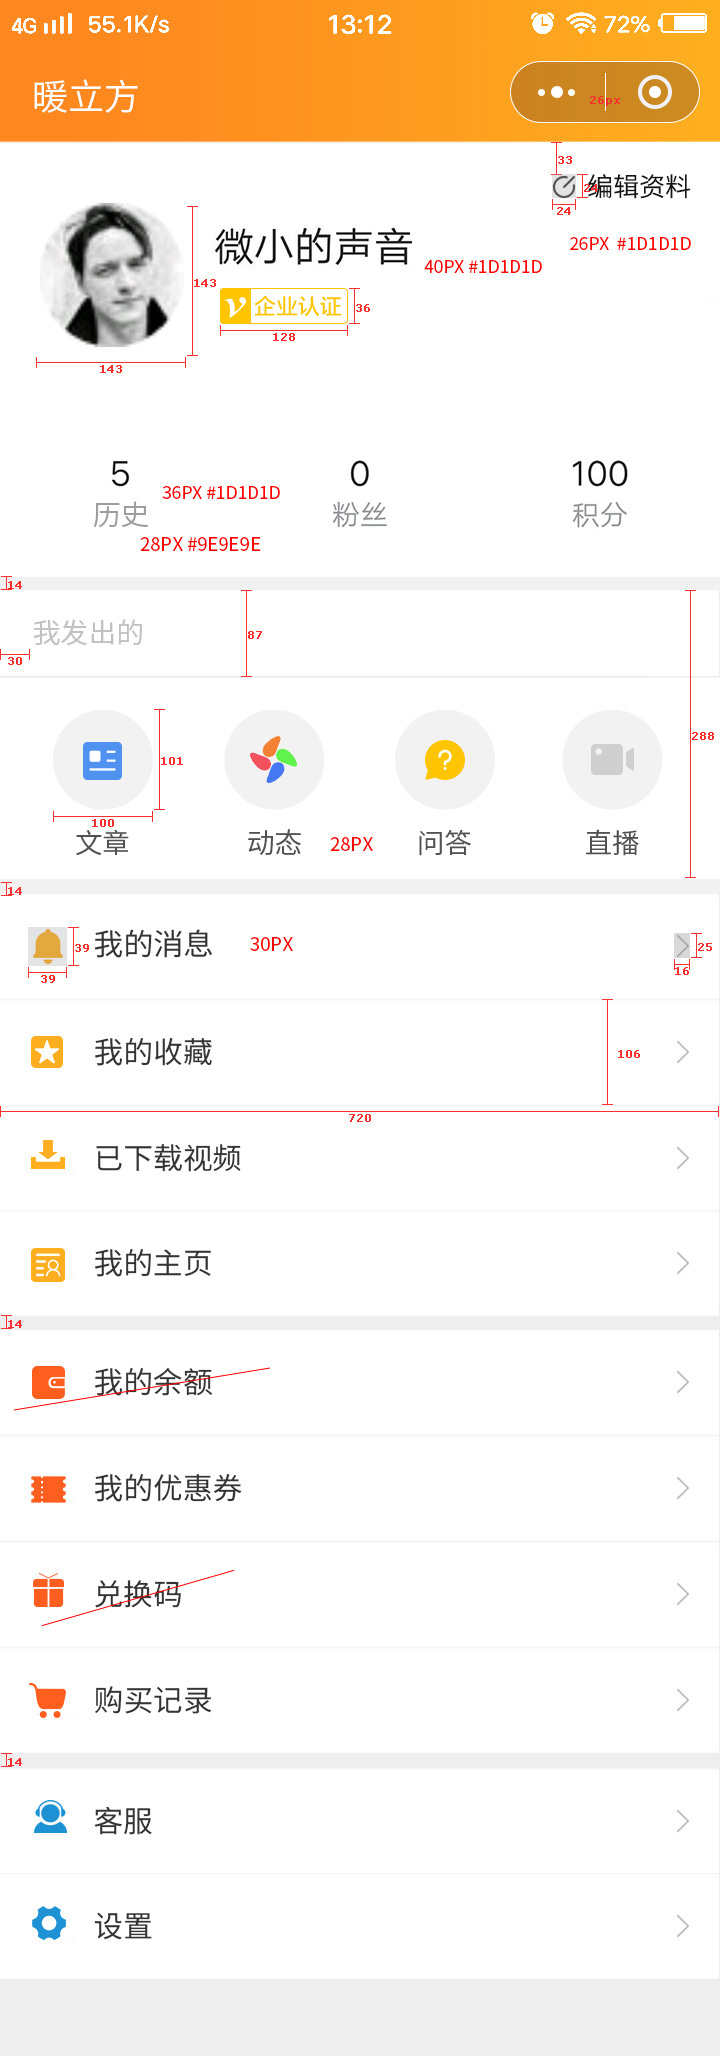 4G 55.1K/s 13:12 72%
暖立方
26px
33
编辑资料
24
24
26PX #1D1D1D
微小的声音
40PX #1D1D1D
143
企业认证
36
128
143
5 0 100
36PX #1D1D1D
历史 粉丝 积分
28PX #9E9E9E
14
我发出的
87
30
288
101
100
文章 动态 28PX 问答 直播
14
39 我的消息 30PX 25
39
16
我的收藏
106
720
已下载视频
我的主页
14
我的余额
我的优惠券
兑换码
购买记录
14
客服
设置